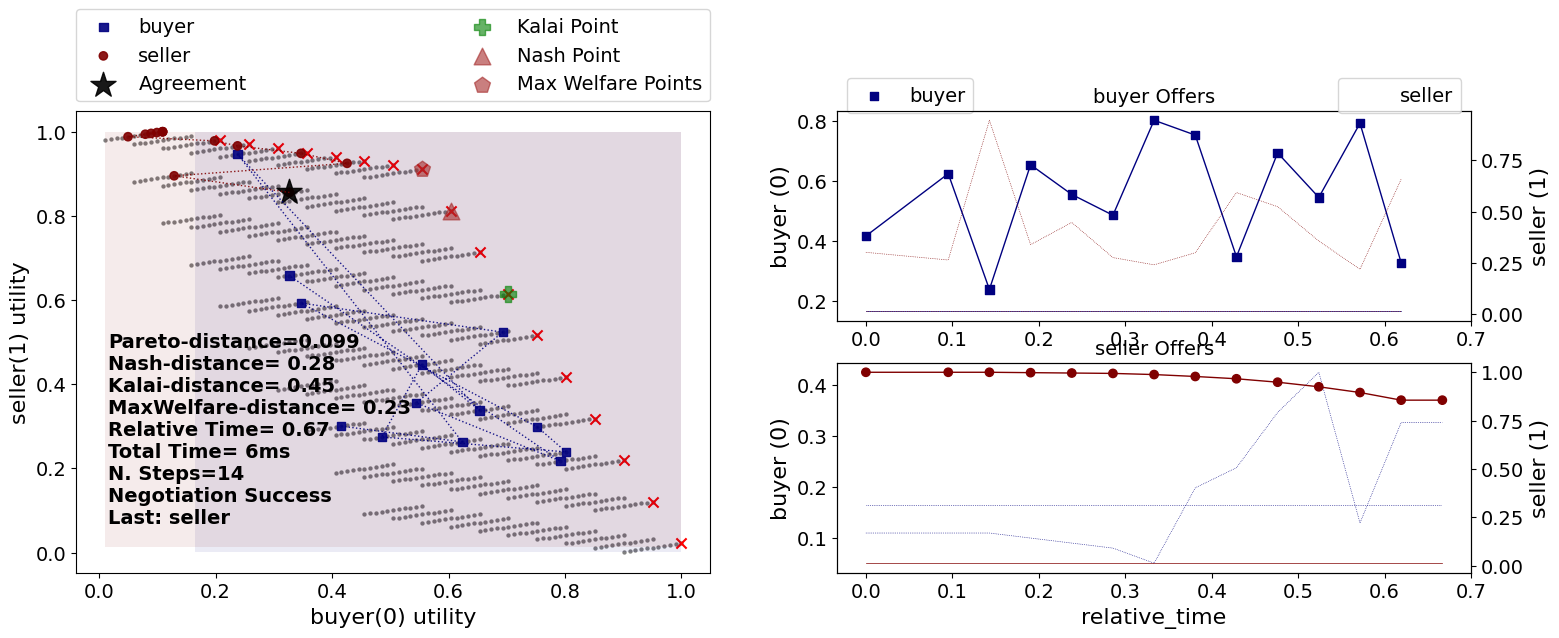 buyer
seller
Agreement
Kalai Point
Nash Point
Max Welfare Points
1.0
0.8
0.6
0.4
0.2
0.0
seller(1) utility
Pareto-distance=0.099
Nash-distance= 0.28
Kalai-distance= 0.45
MaxWelfare-distance= 0.23
Relative Time= 0.67
Total Time= 6ms
N. Steps=14
Negotiation Success
Last: seller
0.0 0.2 0.4 0.6 0.8 1.0
buyer(0) utility
buyer
buyer Offers
seller
0.8
0.6
0.4
0.2
buyer (0)
0.75
0.50
0.25
0.00
seller (1)
0.0 0.1 0.2 0.3 0.4 0.5 0.6 0.7
seller Offers
0.4
0.3
0.2
0.1
buyer (0)
1.00
0.75
0.50
0.25
0.00
seller (1)
0.0 0.1 0.2 0.3 0.4 0.5 0.6 0.7
relative_time